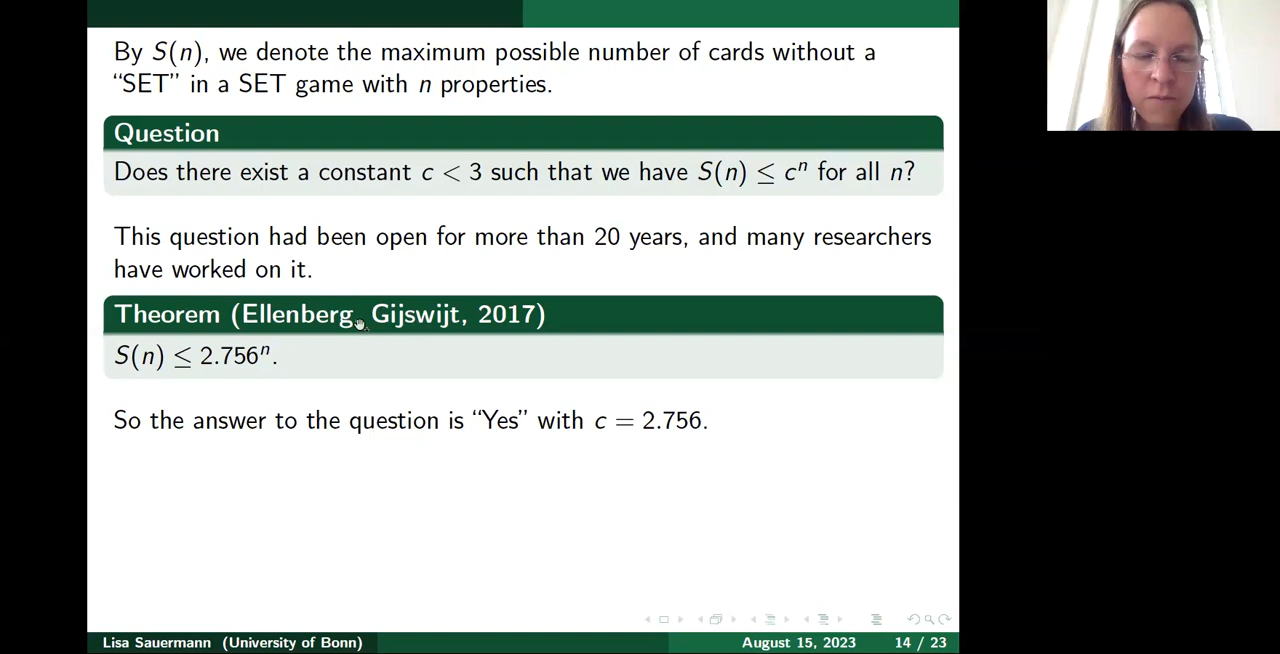 By S(n), we denote the maximum possible number of cards without a
“SET” in a SET game with n properties.
Question
Does there exist a constant c < 3 such that we have S(n) ≤ cⁿ for all n?
This question had been open for more than 20 years, and many researchers
have worked on it.
Theorem (Ellenberg, Gijswijt, 2017)
S(n) ≤ 2.756ⁿ.
So the answer to the question is “Yes” with c = 2.756.
Lisa Sauermann (University of Bonn) August 15, 2023 14 / 23